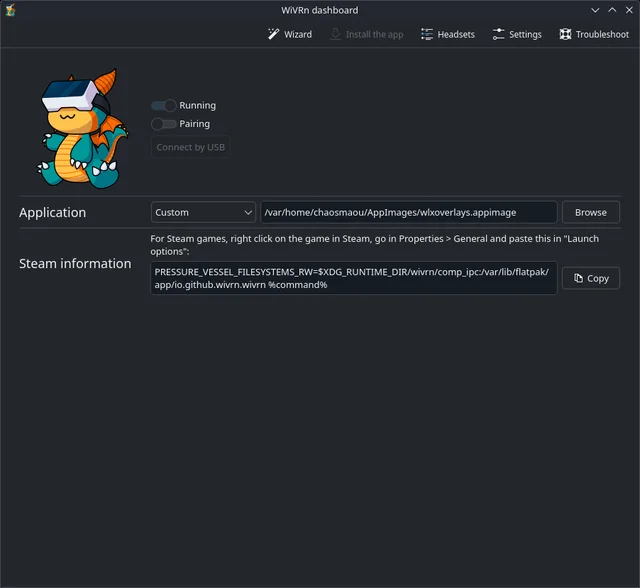 WiVRn dashboard
Wizard
Install the app
Headsets
Settings
Troubleshoot
Running
Pairing
Connect by USB
Application
Custom
/var/home/chaosmaou/AppImages/wlxoverlays.appimage
Browse
Steam information
For Steam games, right click on the game in Steam, go in Properties > General and paste this in "Launch
options":
PRESSURE_VESSEL_FILESYSTEMS_RW=$XDG_RUNTIME_DIR/wivrn/comp_ipc:/var/lib/flatpak/
app/io.github.wivrn.wivrn %command%
Copy